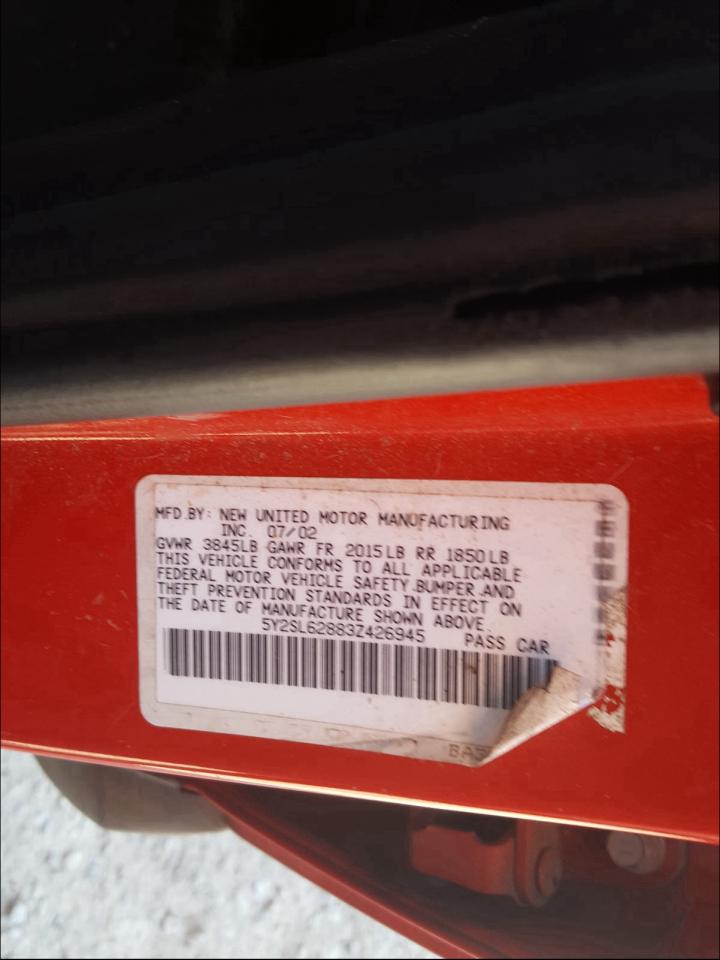 MFD.BY: NEW UNITED MOTOR MANUFACTURING
INC. 07/02
GVWR 3845LB GAWR FR 2015LB RR 1850LB
THIS VEHICLE CONFORMS TO ALL APPLICABLE
FEDERAL MOTOR VEHICLE SAFETY,BUMPER,AND
THEFT PREVENTION STANDARDS IN EFFECT ON
THE DATE OF MANUFACTURE SHOWN ABOVE.
5Y2SL62883Z426945 PASS CAR